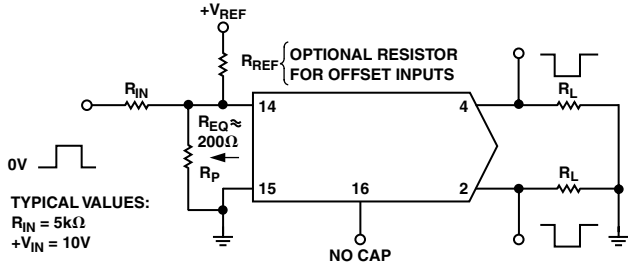 +VREF
RREF OPTIONAL RESISTOR
FOR OFFSET INPUTS
RIN
14
4
RL
REQ≈
200Ω
0V
RP
15
16
2
RL
TYPICAL VALUES:
RIN = 5kΩ
+VIN = 10V
NO CAP